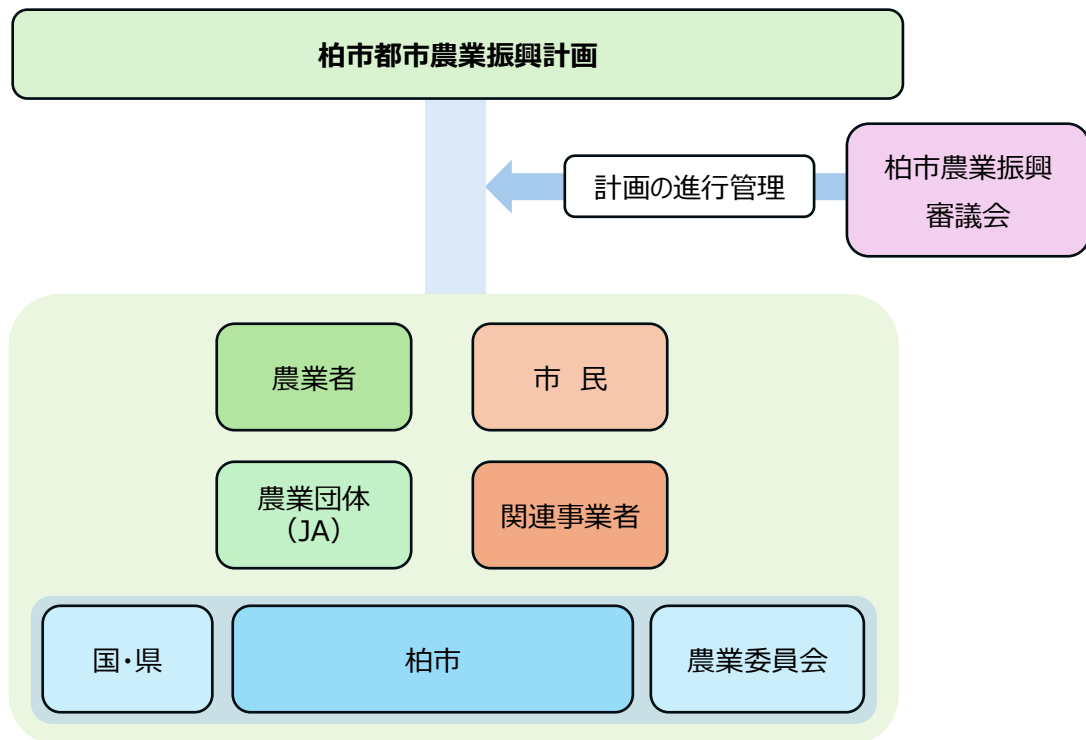 柏市都市農業振興計画
計画の進行管理
柏市農業振興
審議会
農業者
市 民
農業団体
（JA）
関連事業者
国・県
柏市
農業委員会